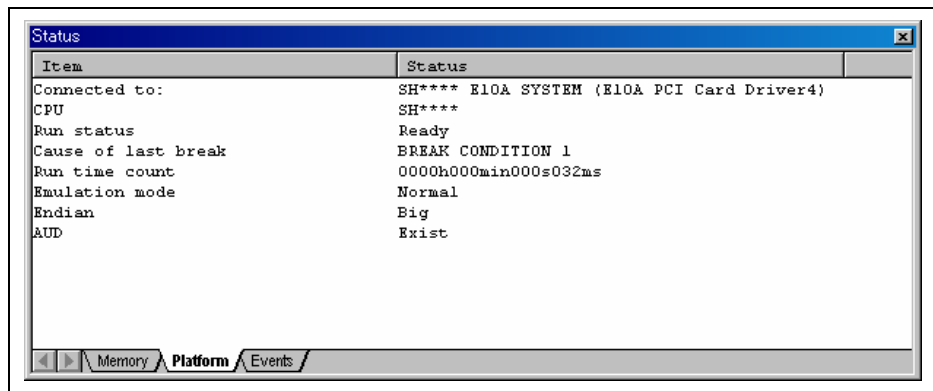 Status
Item Status
Connected to: SH**** E10A SYSTEM (E10A PCI Card Driver4)
CPU SH****
Run status Ready
Cause of last break BREAK CONDITION 1
Run time count 0000h000min000s032ms
Emulation mode Normal
Endian Big
AUD Exist
Memory Platform Events